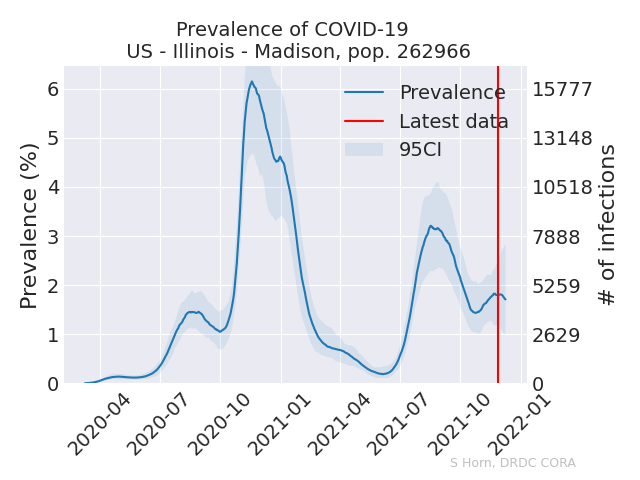 Prevalence of COVID-19
US - Illinois - Madison, pop. 262966
Prevalence (%)
6
5
4
3
2
1
0
Prevalence
Latest data
95CI
15777
13148
10518
7888
5259
2629
0
# of infections
2020-04
2020-07
2020-10
2021-01
2021-04
2021-07
2021-10
2022-01
S Horn, DRDC CORA